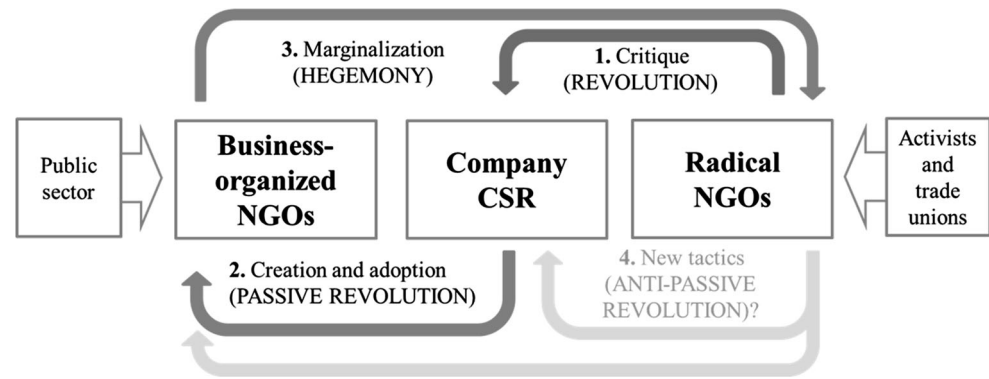 3. Marginalization
(HEGEMONY)
1. Critique
(REVOLUTION)
Public
sector
Business-
organized
NGOs
Company
CSR
Radical
NGOs
Activists
and
trade
unions
2. Creation and adoption
(PASSIVE REVOLUTION)
4. New tactics
(ANTI-PASSIVE
REVOLUTION)?